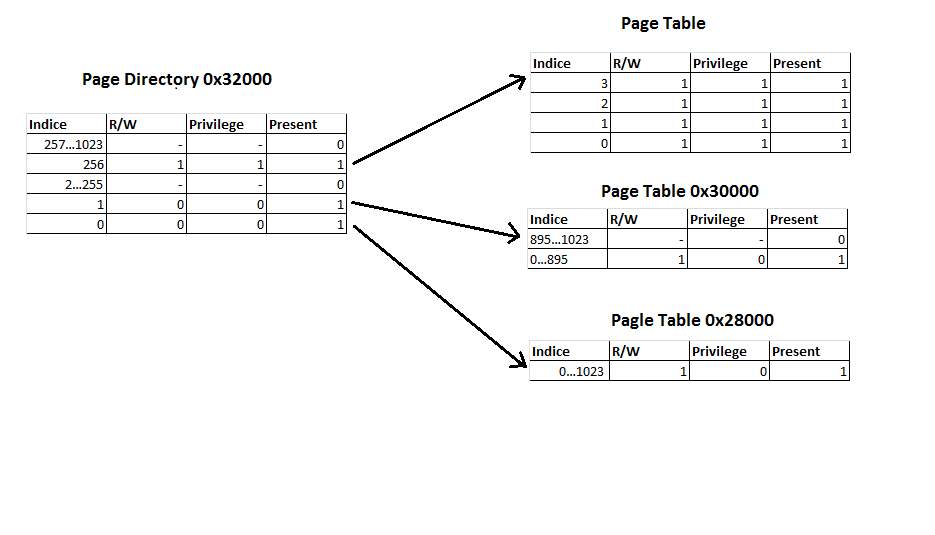 Page Directory 0x32000
Indice R/W Privilege Present
257...1023 - - 0
256 1 1 1
2...255 - - 0
1 0 0 1
0 0 0 1
Page Table
Indice R/W Privilege Present
3 1 1 1
2 1 1 1
1 1 1 1
0 1 1 1
Page Table 0x30000
Indice R/W Privilege Present
895...1023 - - 0
0...895 1 0 1
Pagle Table 0x28000
Indice R/W Privilege Present
0...1023 1 0 1